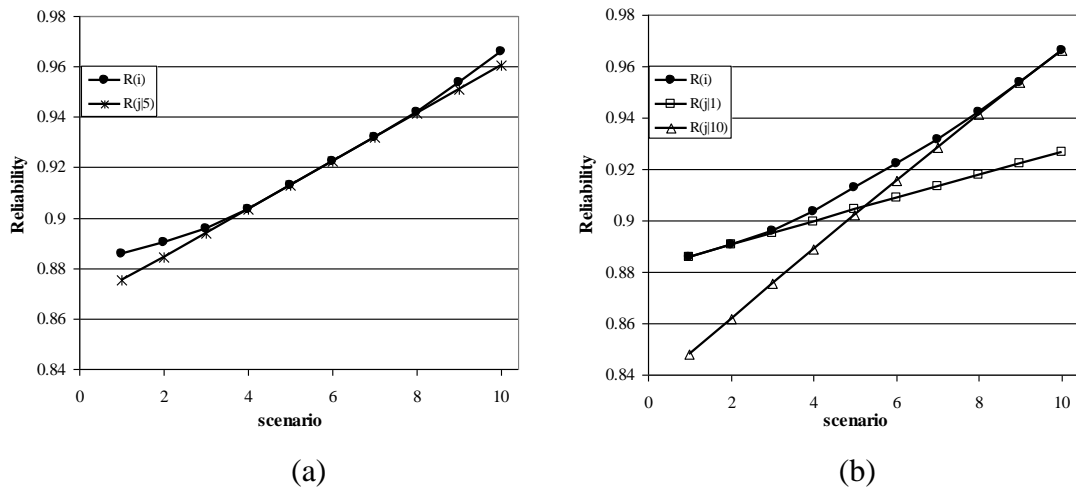 0.98
0.96
0.94
0.92
0.9
0.88
0.86
0.84
Reliability
R(i)
R(j|5)
0 2 4 6 8 10
scenario
(a)
0.98
0.96
0.94
0.92
0.9
0.88
0.86
0.84
Reliability
R(i)
R(j|1)
R(j|10)
0 2 4 6 8 10
scenario
(b)